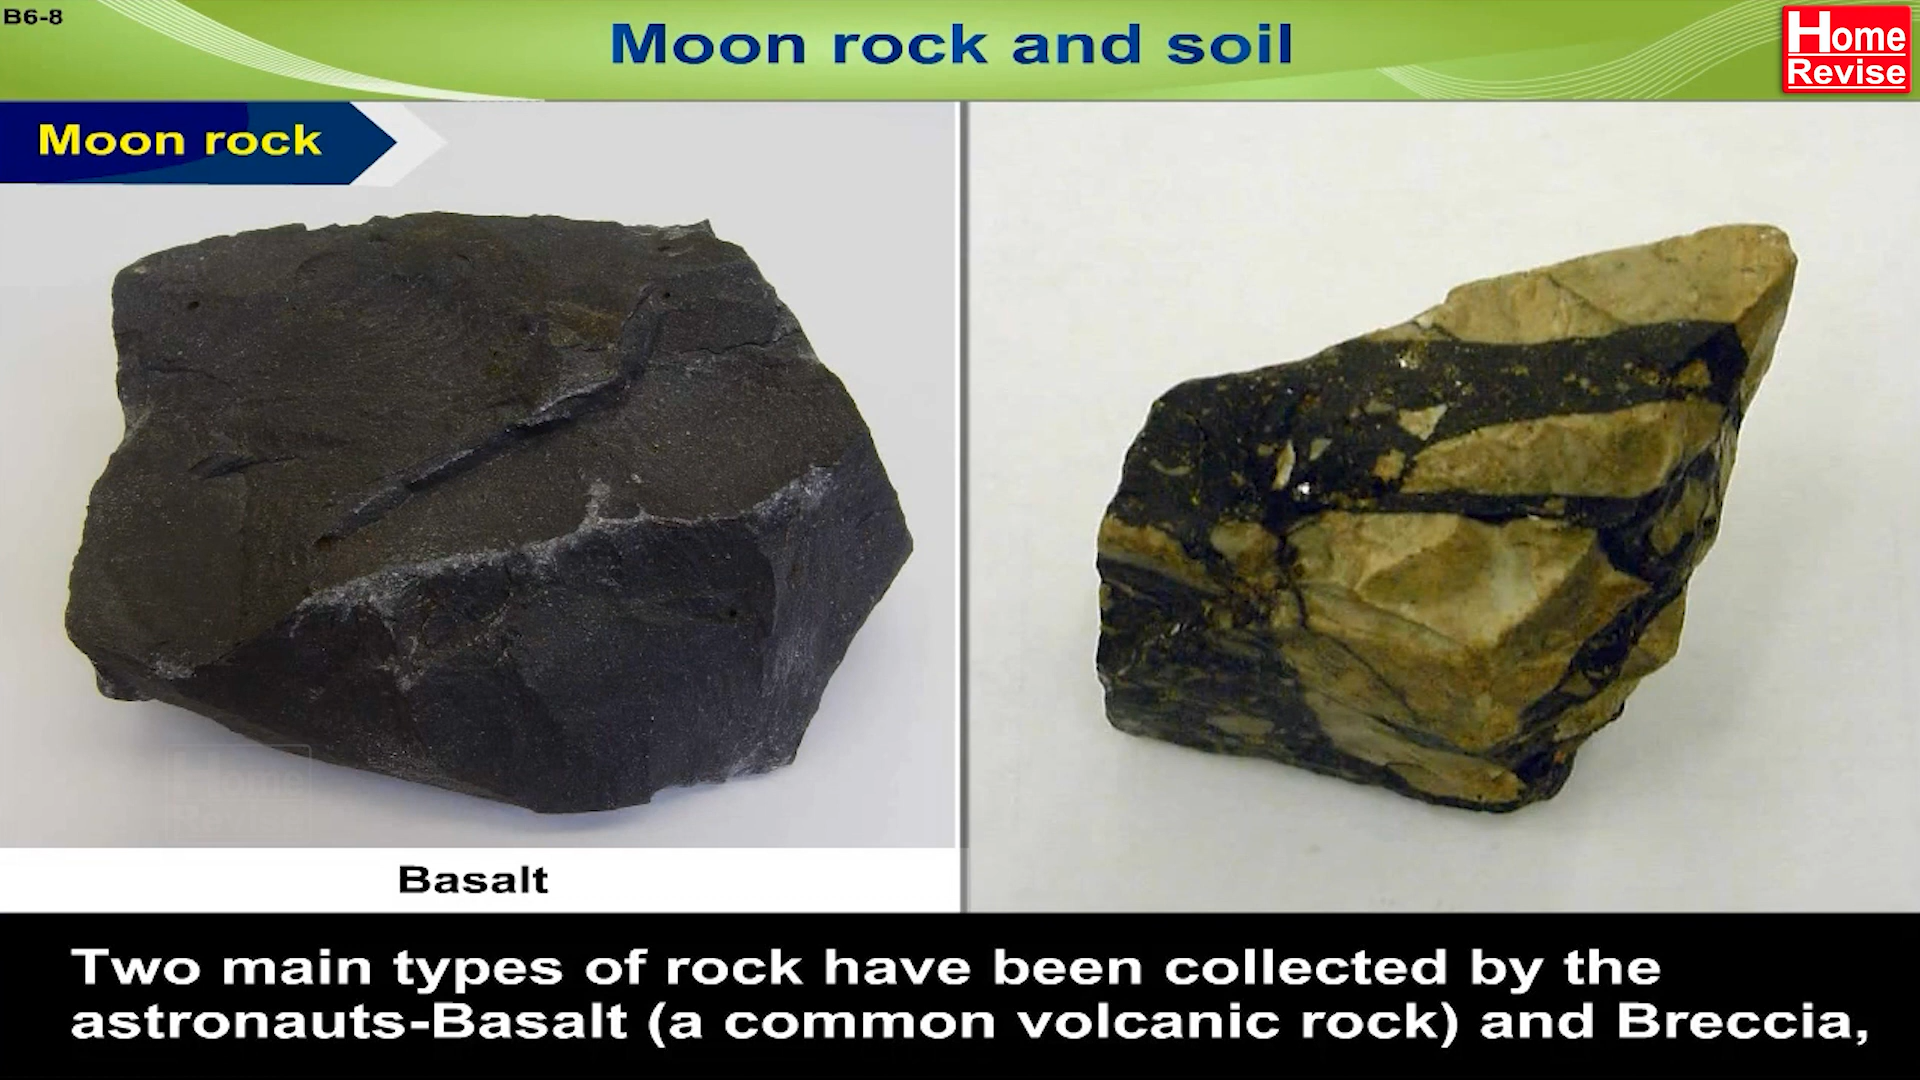 B6-8
Moon rock and soil
Home
Revise
Moon rock
Basalt
Two main types of rock have been collected by the
astronauts-Basalt (a common volcanic rock) and Breccia,